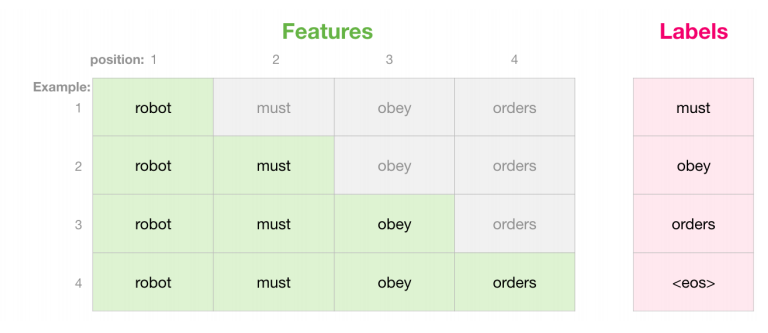 Features Labels
position: 1 2 3 4
Example:
1 robot must obey orders must
2 robot must obey orders obey
3 robot must obey orders orders
4 robot must obey orders <eos>